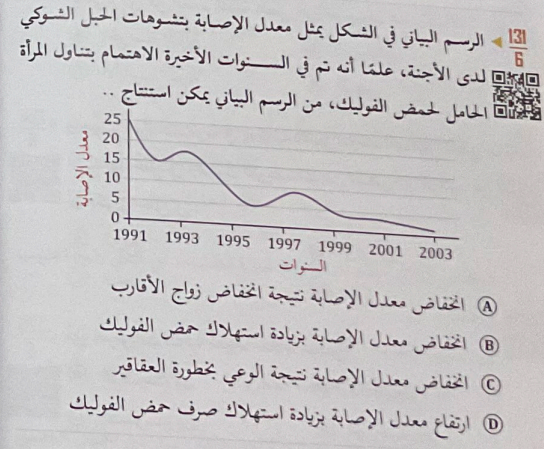 131
6
الرسم البياني في الشكل يمثل معدل الإصابة بتشوهات الحبل الشوكي
لدى الأجنة، علمًا أنه تم في السنوات الأخيرة الاهتمام بتناول المرأة
الحامل لحمض الفوليك، من الرسم البياني يمكن استنتاج ..
25
20
15
10
5
0
معدل الإصابة
1991 1993 1995 1997 1999 2001 2003
السنوات
A انخفاض معدل الإصابة نتيجة انخفاض زواج الأقارب
B انخفاض معدل الإصابة بزيادة استهلاك حمض الفوليك
C انخفاض معدل الإصابة نتيجة الوعي بخطورة العقاقير
D ارتفاع معدل الإصابة بزيادة استهلاك صرف حمض الفوليك